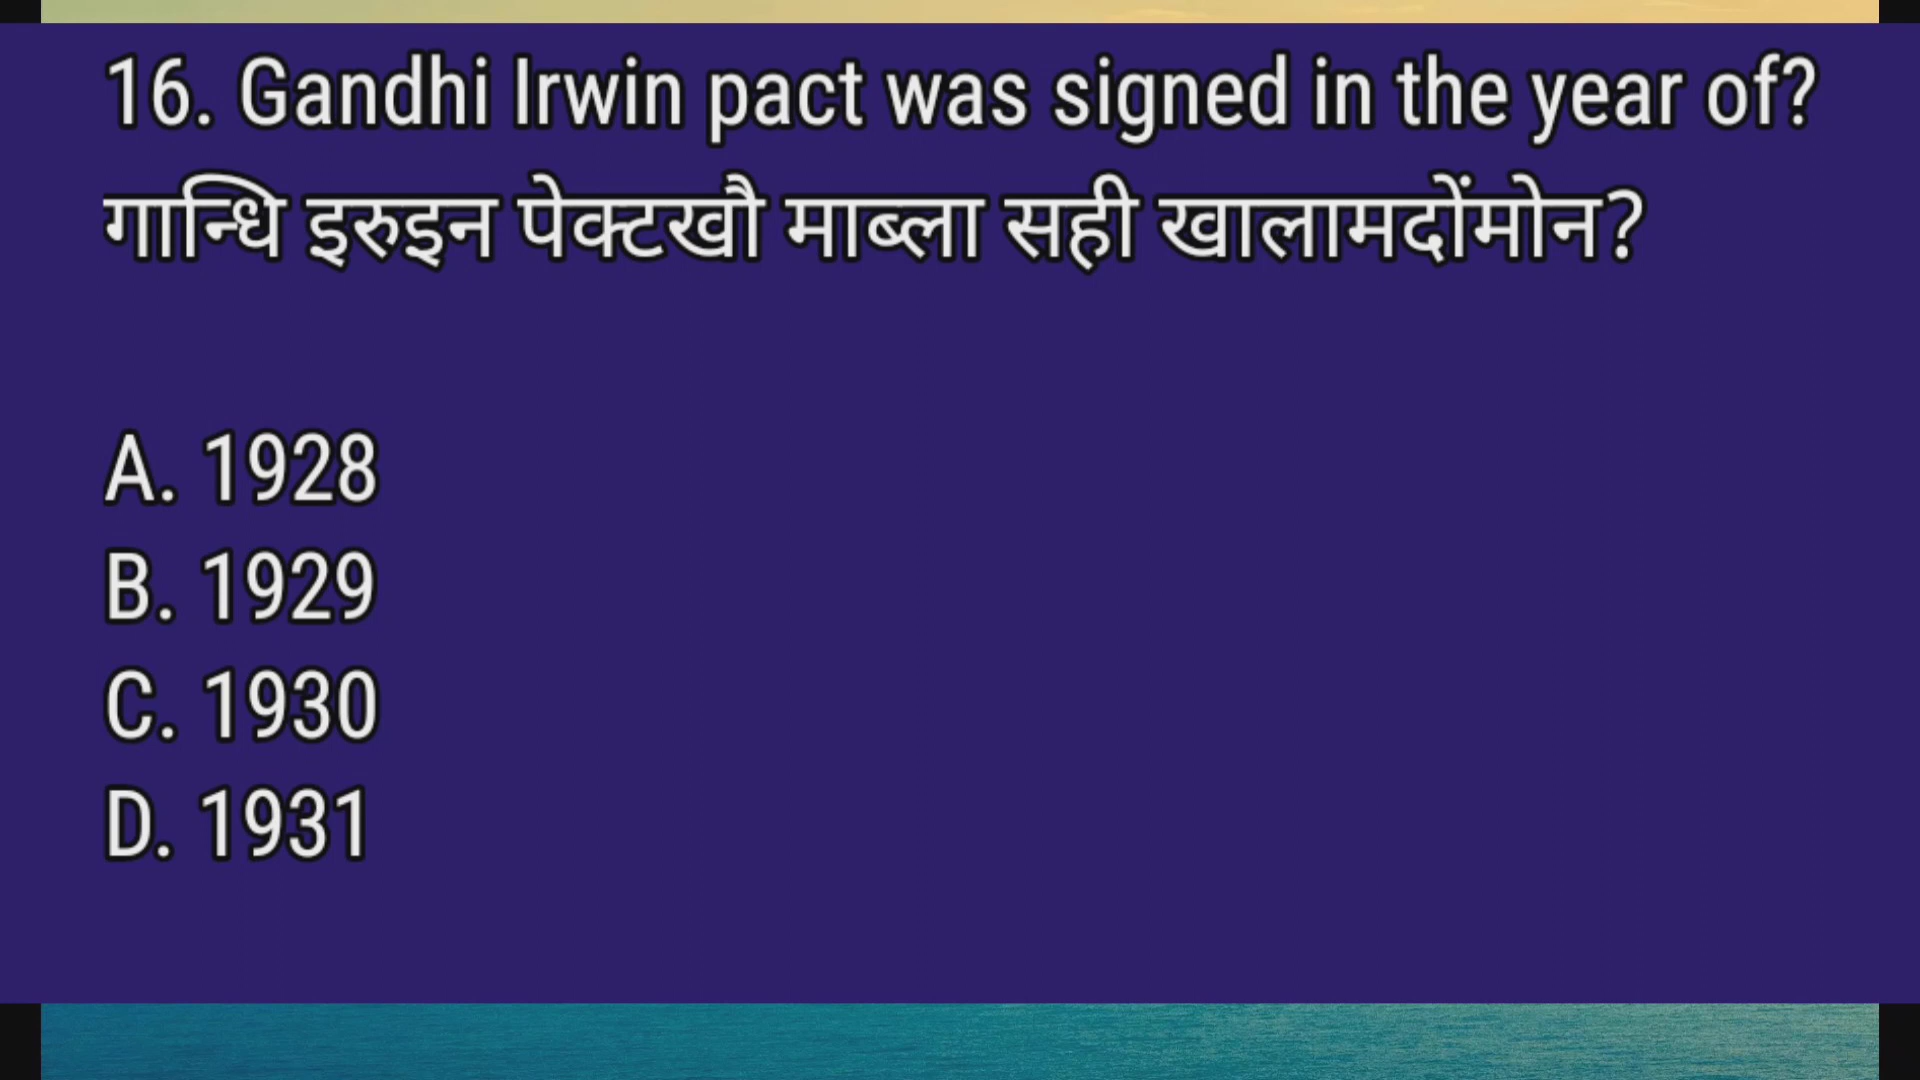 16. Gandhi Irwin pact was signed in the year of?
गान्धि इरुइन पेक्टखौ माब्ला सही खालामदोंमोन?
A. 1928
B. 1929
C. 1930
D. 1931